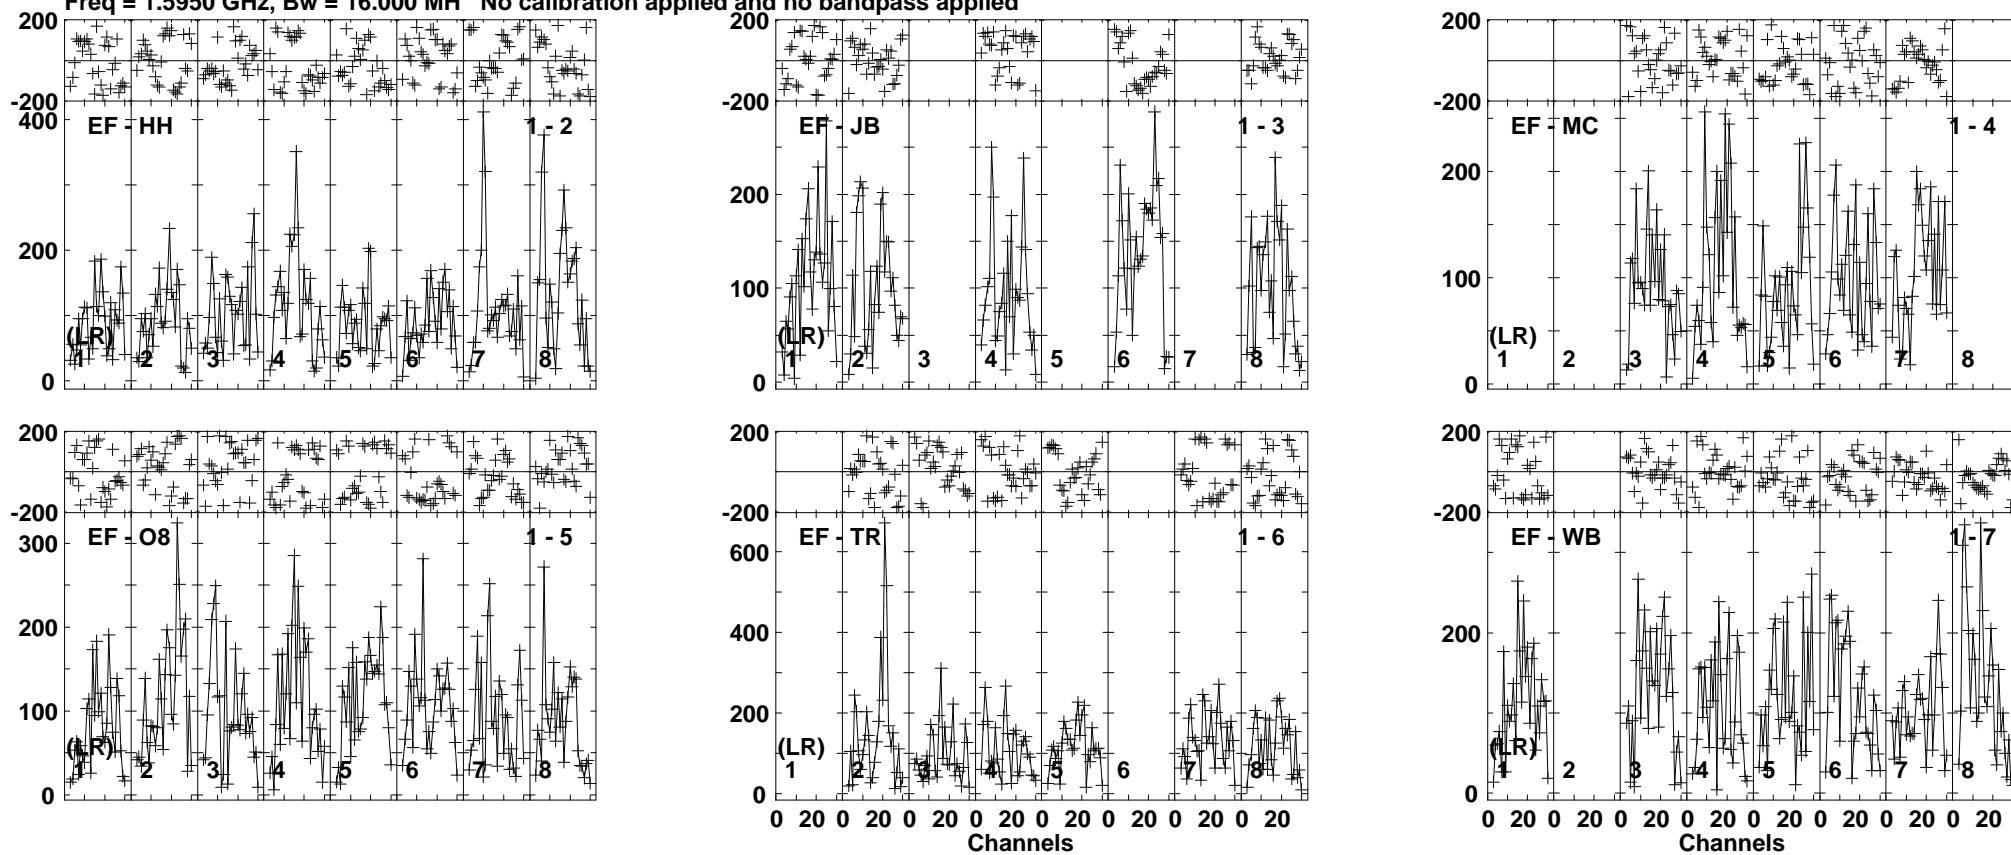 Freq = 1.5950 GHz, Bw = 16.000 MH No calibration applied and no bandpass applied
200
-200
400
200
0
EF - HH
1 - 2
(LR)
1 2 3 4 5 6 7 8
200
-200
200
100
0
EF - JB
1 - 3
(LR)
1 2 3 4 5 6 7 8
200
-200
200
100
0
EF - MC
1 - 4
(LR)
1 2 3 4 5 6 7 8
200
-200
300
200
100
0
EF - O8
1 - 5
(LR)
1 2 3 4 5 6 7 8
200
-200
600
400
200
0
EF - TR
1 - 6
(LR)
1 2 3 4 5 6 7 8
0 20 0 20 0 20 0 20 0 20 0 20 0 20 0 20
Channels
200
-200
200
0
EF - WB
1 - 7
(LR)
1 2 3 4 5 6 7 8
0 20 0 20 0 20 0 20 0 20 0 20 0 20 0 20
Channels